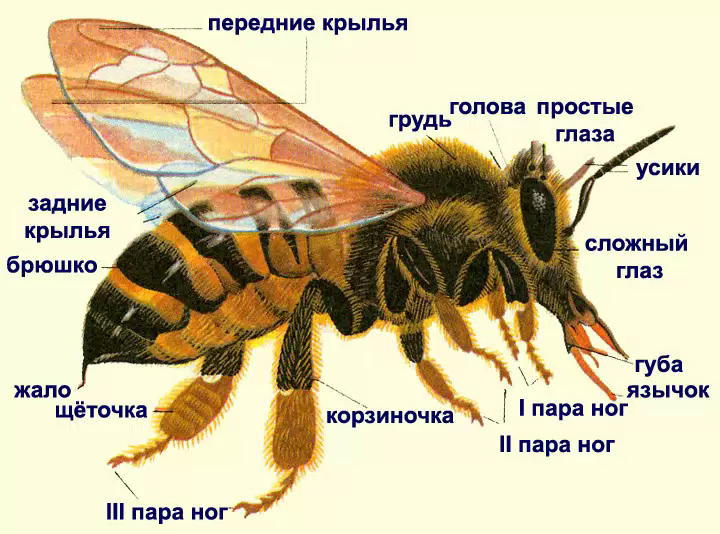 передние крылья
грудь
голова
простые
глаза
усики
задние
крылья
брюшко
сложный
глаз
жало
щёточка
корзиночка
губа
язычок
I пара ног
II пара ног
III пара ног